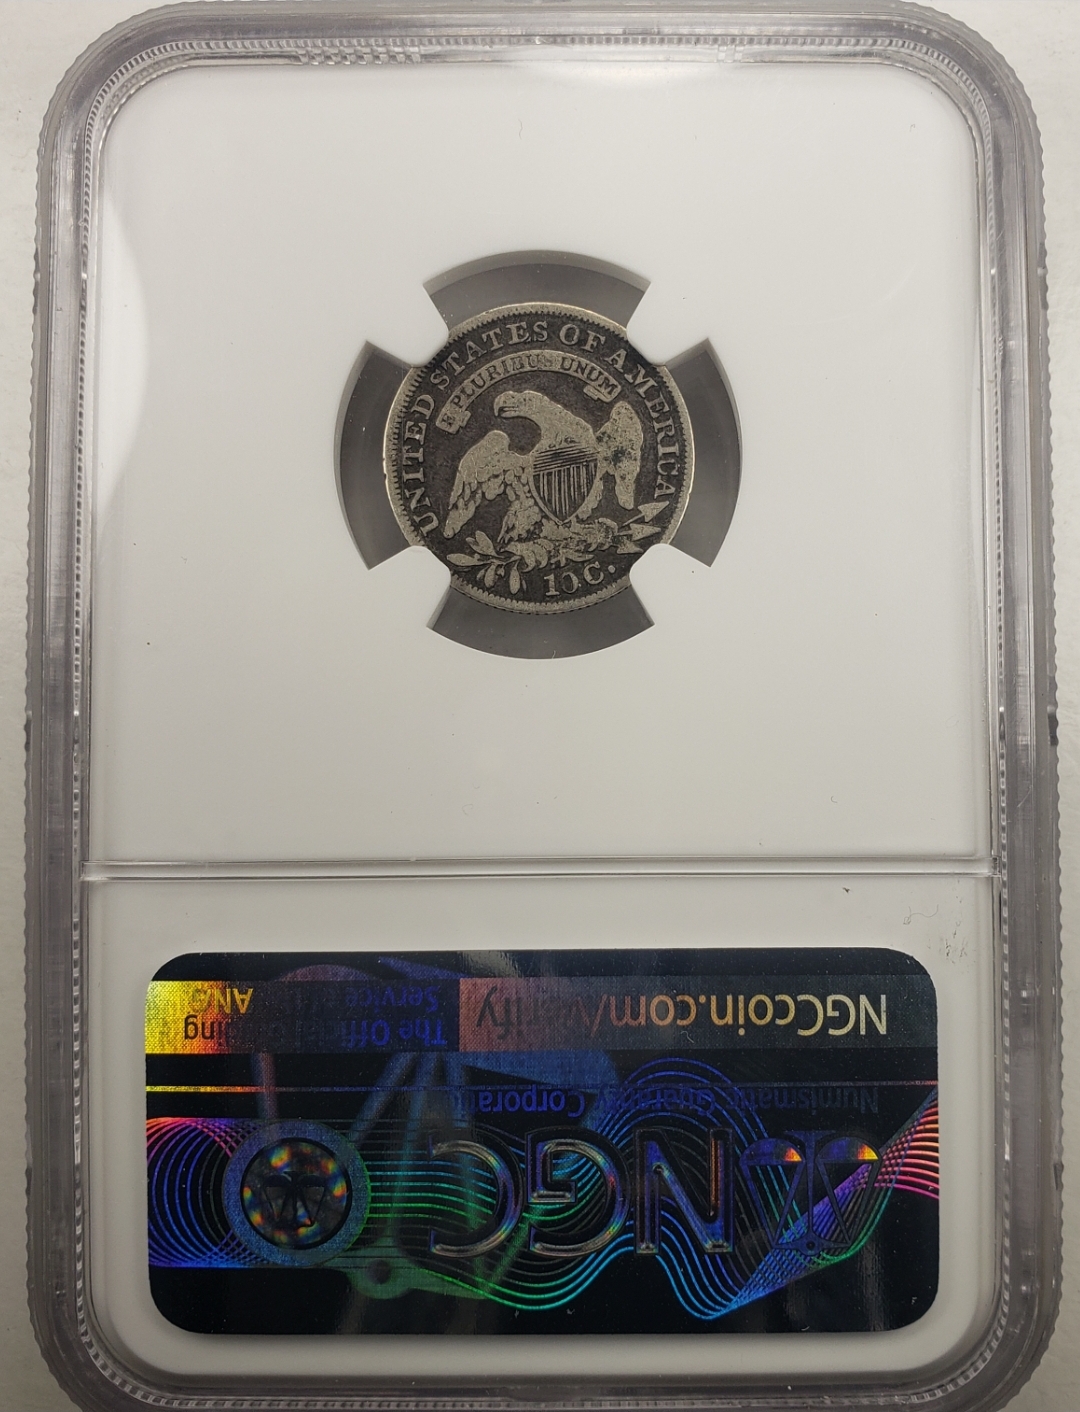 UNITED STATES OF AMERICA
E PLURIBUS UNUM
10 C.
NGCcoin.com/verify
The Official Grading
Service of the
ANA
Numismatic Guaranty Corporation
NGC